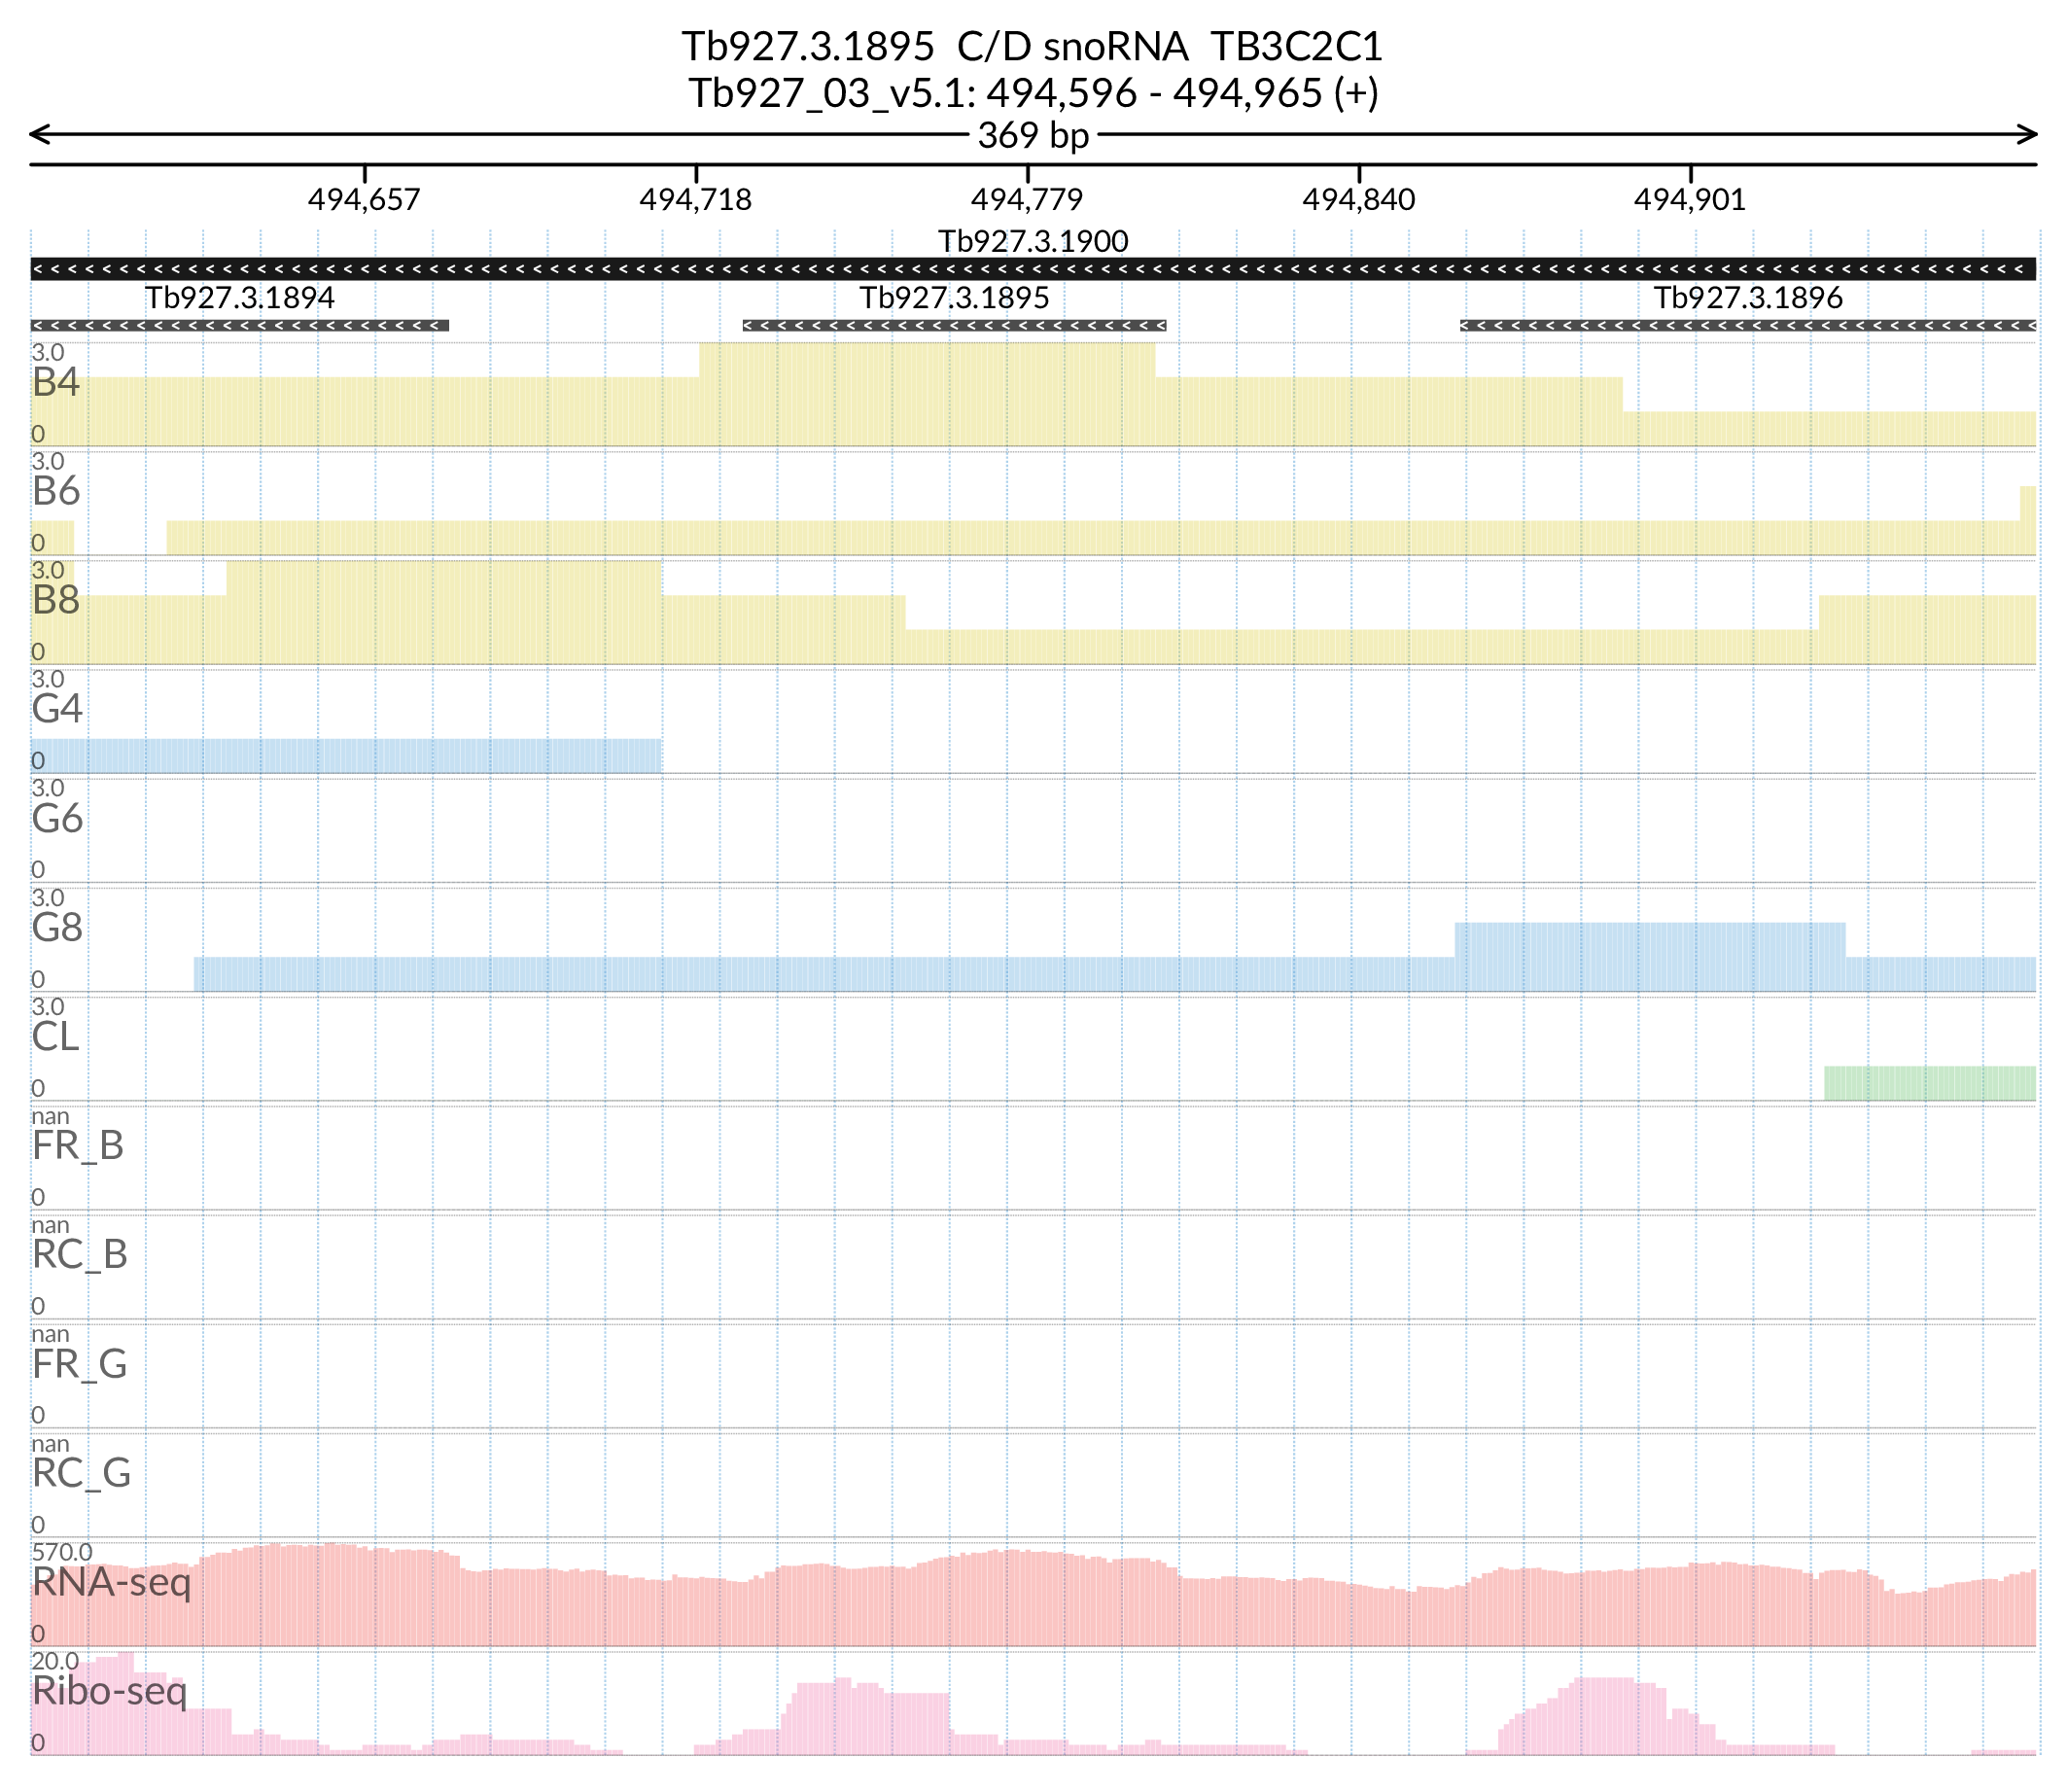 Tb927.3.1895  C/D snoRNA  TB3C2C1
Tb927_03_v5.1: 494,596 - 494,965 (+)
369 bp
494,657 494,718 494,779 494,840 494,901
Tb927.3.1900
Tb927.3.1894 Tb927.3.1895 Tb927.3.1896
3.0
B4
0
3.0
B6
0
3.0
B8
0
3.0
G4
0
3.0
G6
0
3.0
G8
0
3.0
CL
0
nan
FR_B
0
nan
RC_B
0
nan
FR_G
0
nan
RC_G
0
570.0
RNA-seq
0
20.0
Ribo-seq
0